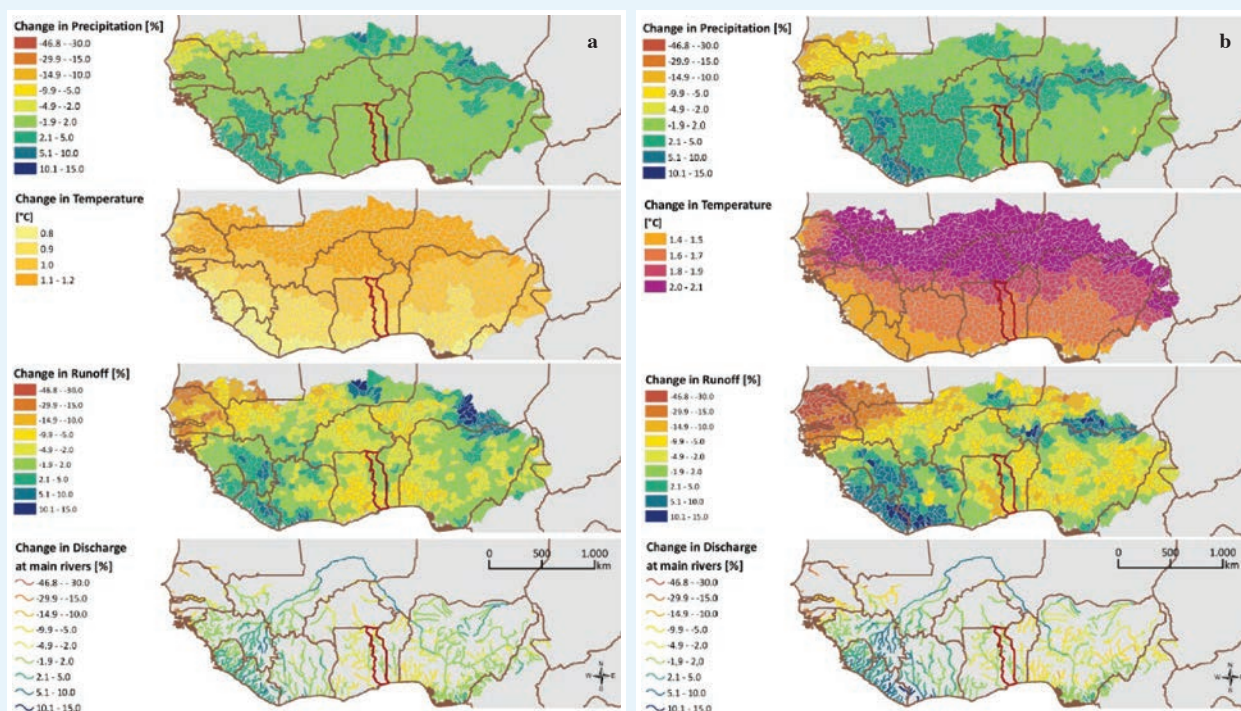 a
Change in Precipitation [%]
-46.8 - -30.0
-29.9 - -15.0
-14.9 - -10.0
-9.9 - -5.0
-4.9 - -2.0
-1.9 - 2.0
2.1 - 5.0
5.1 - 10.0
10.1 - 15.0
Change in Temperature
[°C]
0.8
0.9
1.0
1.1 - 1.2
Change in Runoff [%]
-46.8 - -30.0
-29.9 - -15.0
-14.9 - -10.0
-9.9 - -5.0
-4.9 - -2.0
-1.9 - 2.0
2.1 - 5.0
5.1 - 10.0
10.1 - 15.0
Change in Discharge
at main rivers [%]
-46.8 - -30.0
-29.9 - -15.0
-14.9 - -10.0
-9.9 - -5.0
-4.9 - -2.0
-1.9 - 2.0
2.1 - 5.0
5.1 - 10.0
10.1 - 15.0
0 500 1.000
km
N
W E
S
b
Change in Precipitation [%]
-46.8 - -30.0
-29.9 - -15.0
-14.9 - -10.0
-9.9 - -5.0
-4.9 - -2.0
-1.9 - 2.0
2.1 - 5.0
5.1 - 10.0
10.1 - 15.0
Change in Temperature
[°C]
1.4 - 1.5
1.6 - 1.7
1.8 - 1.9
2.0 - 2.1
Change in Runoff [%]
-46.8 - -30.0
-29.9 - -15.0
-14.9 - -10.0
-9.9 - -5.0
-4.9 - -2.0
-1.9 - 2.0
2.1 - 5.0
5.1 - 10.0
10.1 - 15.0
Change in Discharge
at main rivers [%]
-46.8 - -30.0
-29.9 - -15.0
-14.9 - -10.0
-9.9 - -5.0
-4.9 - -2.0
-1.9 - 2.0
2.1 - 5.0
5.1 - 10.0
10.1 - 15.0
0 500 1.000
km
N
W E
S